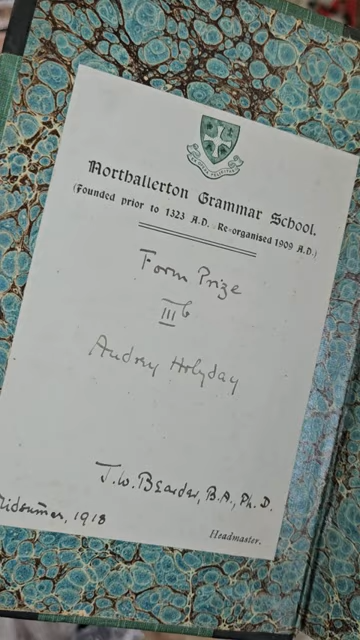 Northallerton Grammar School.
(Founded prior to 1323 A.D. Re-organised 1909 A.D.)
Form Prize
III b
Audrey Holyday
J.W. Bearder, B.A., Ph.D.
Midsummer, 1918
Headmaster.